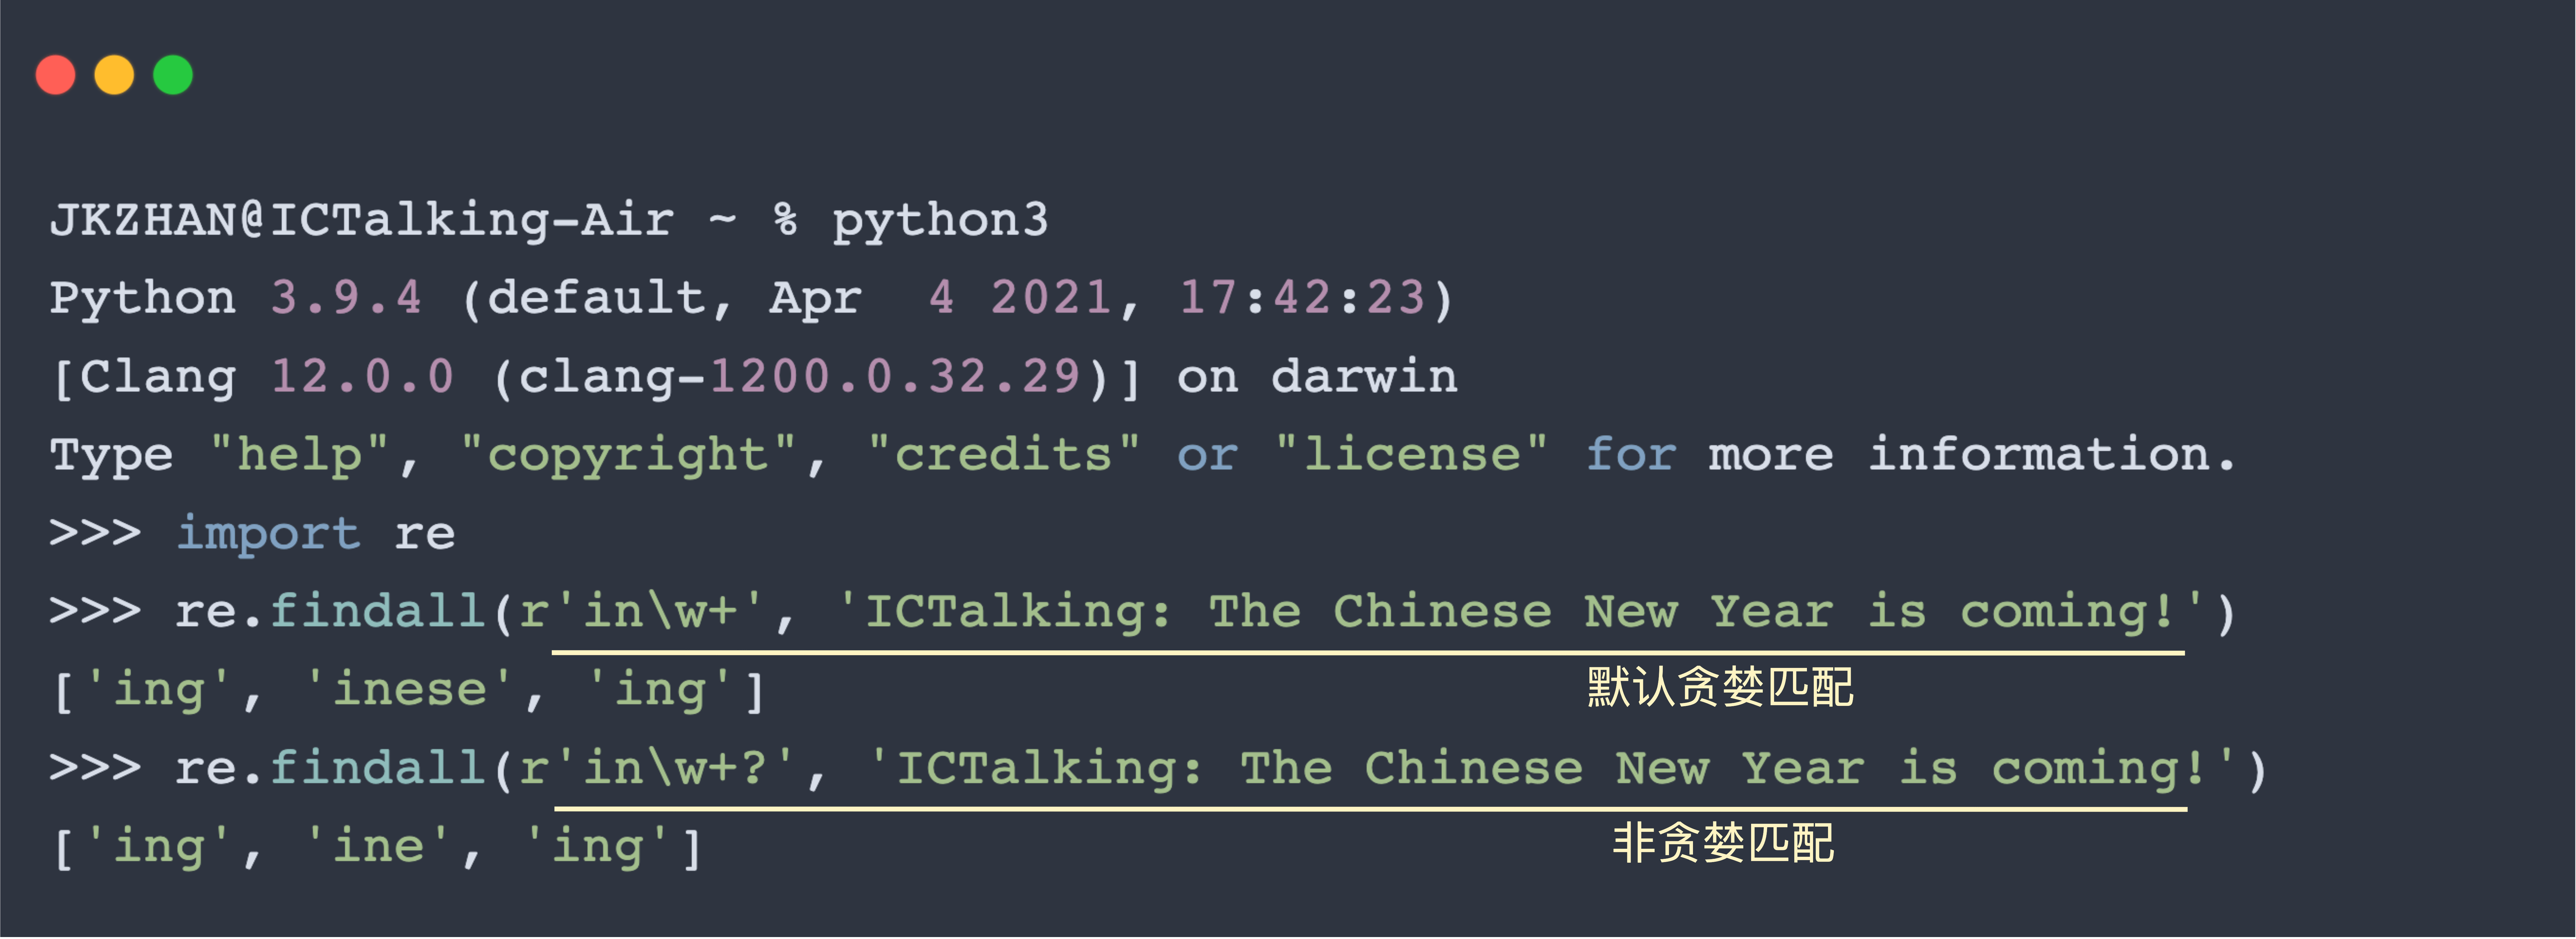 JKZHAN@ICTalking-Air ~ % python3
Python 3.9.4 (default, Apr  4 2021, 17:42:23)
[Clang 12.0.0 (clang-1200.0.32.29)] on darwin
Type "help", "copyright", "credits" or "license" for more information.
>>> import re
>>> re.findall(r'in\w+', 'ICTalking: The Chinese New Year is coming!')
['ing', 'inese', 'ing']
默认贪婪匹配
>>> re.findall(r'in\w+?', 'ICTalking: The Chinese New Year is coming!')
['ing', 'ine', 'ing']
非贪婪匹配